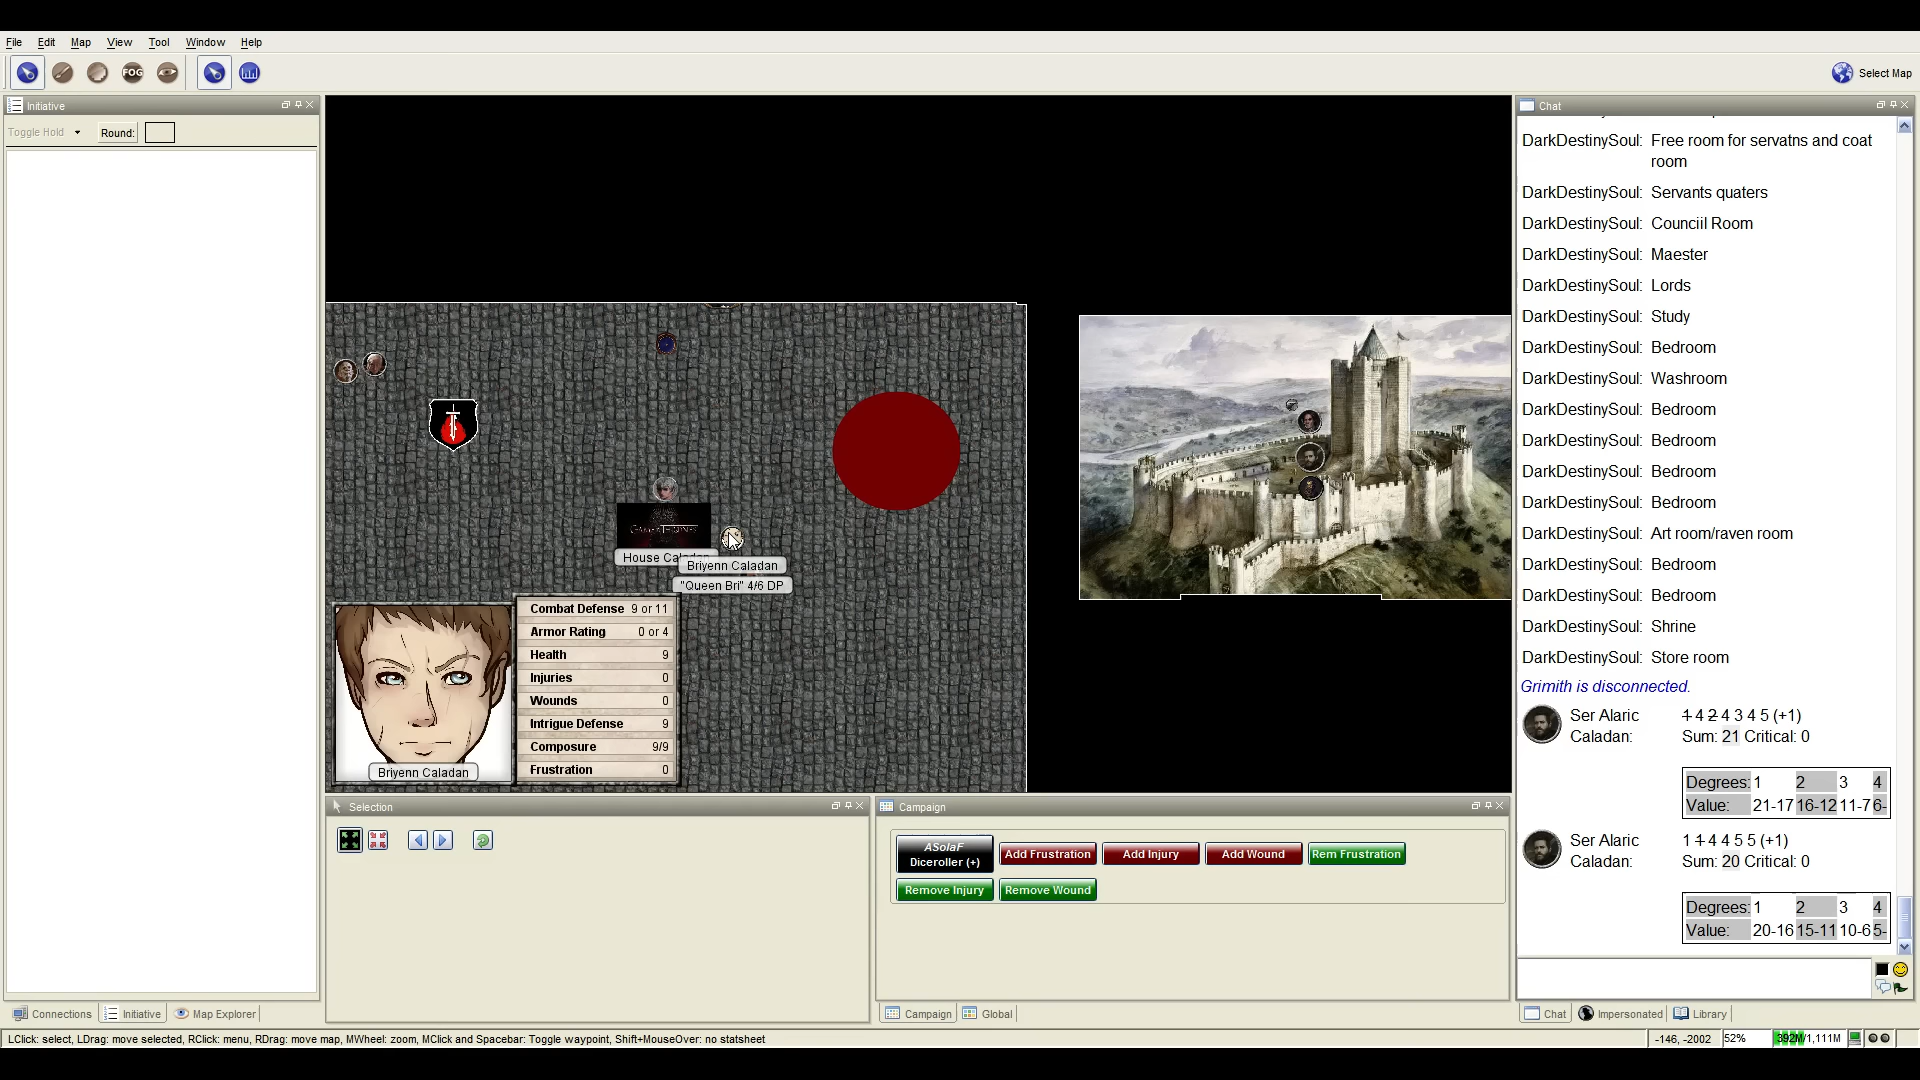 File Edit Map View Tool Window Help
FOG
Select Map
Initiative
Toggle Hold
Round:
House Ca
Briyenn Caladan
"Queen Bri" 4/6 DP
Combat Defense 9 or 11
Armor Rating 0 or 4
Health 9
Injuries 0
Wounds 0
Intrigue Defense 9
Composure 9/9
Frustration 0
Briyenn Caladan
Selection
Campaign
ASoIaF
Diceroller (+)
Add Frustration
Add Injury
Add Wound
Rem Frustration
Remove Injury
Remove Wound
Chat
DarkDestinySoul: Free room for servatns and coat
room
DarkDestinySoul: Servants quaters
DarkDestinySoul: Counciil Room
DarkDestinySoul: Maester
DarkDestinySoul: Lords
DarkDestinySoul: Study
DarkDestinySoul: Bedroom
DarkDestinySoul: Washroom
DarkDestinySoul: Bedroom
DarkDestinySoul: Bedroom
DarkDestinySoul: Bedroom
DarkDestinySoul: Bedroom
DarkDestinySoul: Art room/raven room
DarkDestinySoul: Bedroom
DarkDestinySoul: Bedroom
DarkDestinySoul: Shrine
DarkDestinySoul: Store room
Grimith is disconnected.
Ser Alaric 1 4 2 4 3 4 5 (+1)
Caladan: Sum: 21 Critical: 0
Degrees: 1 2 3 4
Value: 21-17 16-12 11-7 6-
Ser Alaric 1 1 4 4 5 5 (+1)
Caladan: Sum: 20 Critical: 0
Degrees: 1 2 3 4
Value: 20-16 15-11 10-6 5-
Connections Initiative Map Explorer
Campaign Global
Chat Impersonated Library
LClick: select, LDrag: move selected, RClick: menu, RDrag: move map, MWheel: zoom, MClick and Spacebar: Toggle waypoint, Shift+MouseOver: no statsheet
-146, -2002 52% 392M/1,111M